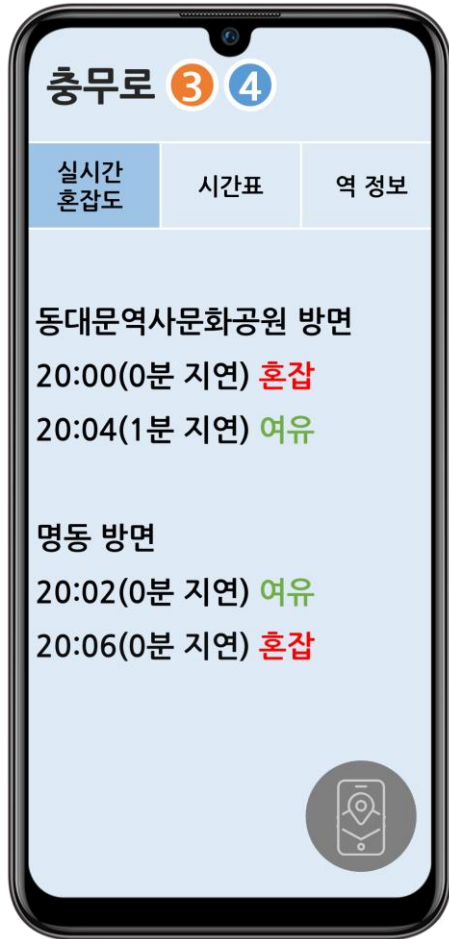 충무로 3 4
실시간
혼잡도
시간표
역 정보
동대문역사문화공원 방면
20:00(0분 지연) 혼잡
20:04(1분 지연) 여유
명동 방면
20:02(0분 지연) 여유
20:06(0분 지연) 혼잡